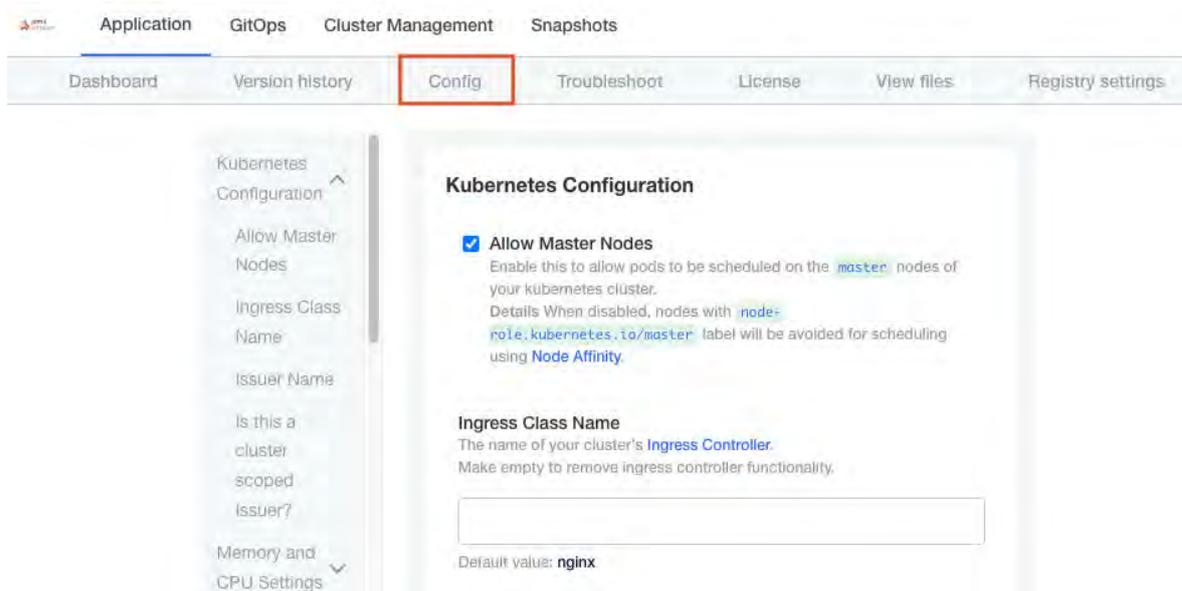 Application GitOps Cluster Management Snapshots
Dashboard Version history Config Troubleshoot License View files Registry settings
Kubernetes
Configuration
Allow Master
Nodes
Ingress Class
Name
Issuer Name
Is this a
cluster
scoped
Issuer?
Memory and
CPU Settings
Kubernetes Configuration
Allow Master Nodes
Enable this to allow pods to be scheduled on the master nodes of
your kubernetes cluster.
Details When disabled, nodes with node-
role.kubernetes.io/master label will be avoided for scheduling
using Node Affinity.
Ingress Class Name
The name of your cluster's Ingress Controller.
Make empty to remove ingress controller functionality.
Default value: nginx